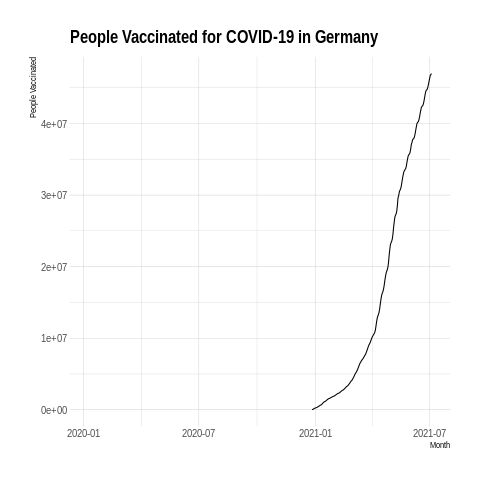 People Vaccinated for COVID-19 in Germany
People Vaccinated
4e+07
3e+07
2e+07
1e+07
0e+00
2020-01 2020-07 2021-01 2021-07
Month